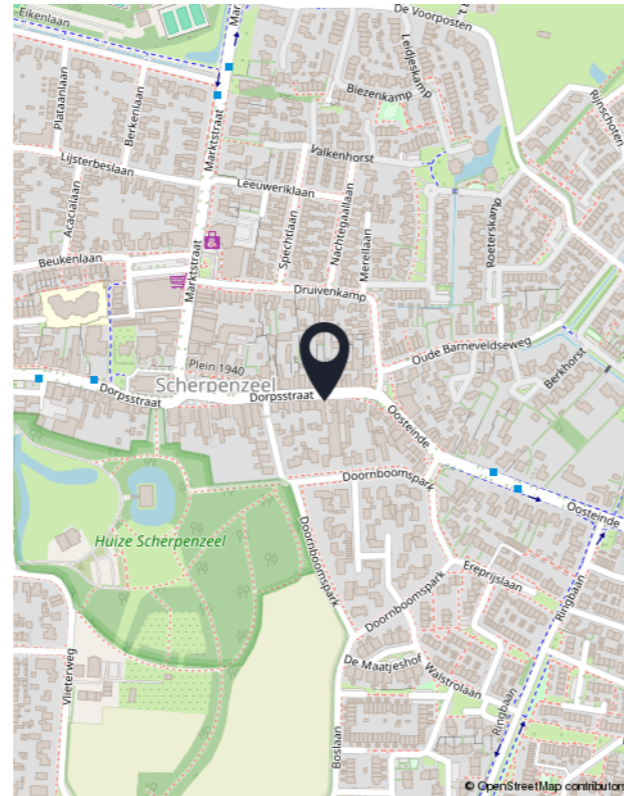 De Voorposten
Eikenlaan
Leidjeskamp
Plataanlaan
Berkenlaan
Biezenkamp
Rijnschoten
Marktstraat
Valkenhorst
Lijsterbeslaan
Leeuweriklaan
Acacialaan
Spechtlaan
Nachtegaallaan
Merellaan
Roeterskamp
Beukenlaan
Marktstraat
Druivenkamp
Oude Barneveldseweg
Berkhorst
Plein 1940
Scherpenzeel
Dorpsstraat
Dorpsstraat
Oosteinde
Doornboomspark
Oosteinde
Huize Scherpenzeel
Doornboomspark
Ereprijslaan
Ringbaan
Doornboomspark
De Maatjeshof
Walstrolaan
Vlieterweg
Ringbaan
Boslaan
© OpenStreetMap contributors